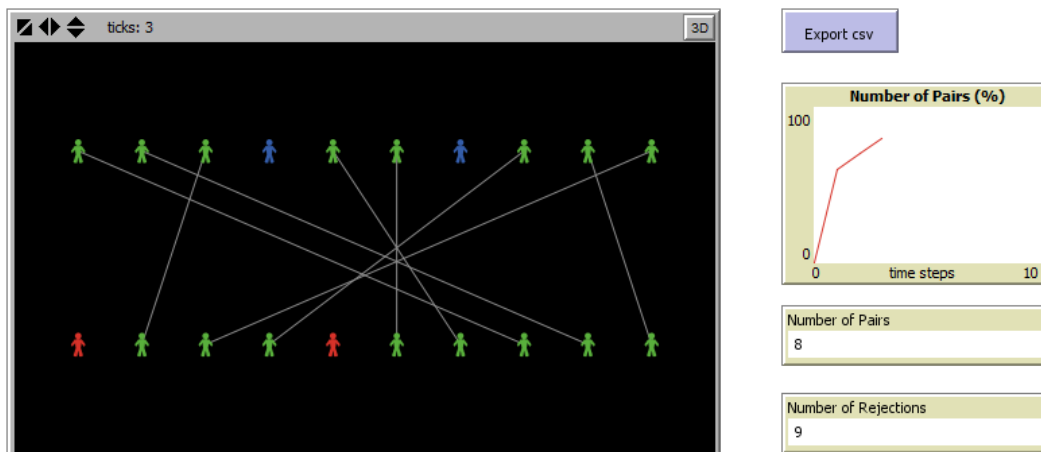 ticks: 3
3D
Export csv
Number of Pairs (%)
100
0
0
time steps
10
Number of Pairs
8
Number of Rejections
9